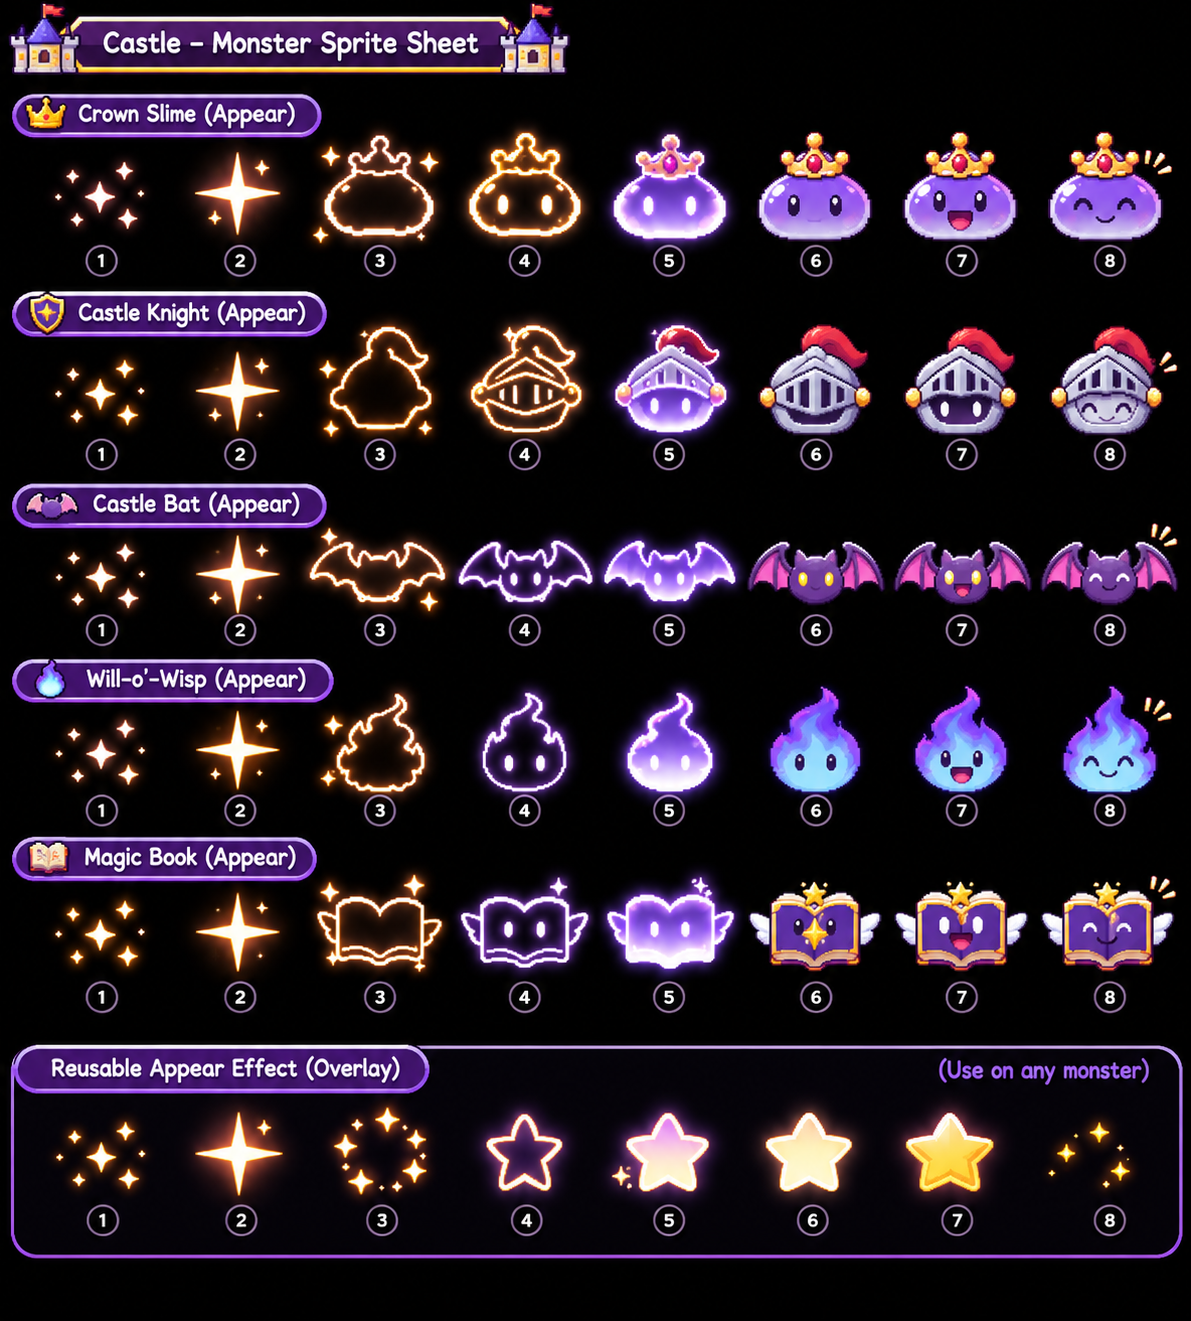 Castle - Monster Sprite Sheet
Crown Slime (Appear)
1 2 3 4 5 6 7 8
Castle Knight (Appear)
1 2 3 4 5 6 7 8
Castle Bat (Appear)
1 2 3 4 5 6 7 8
Will-o'-Wisp (Appear)
1 2 3 4 5 6 7 8
Magic Book (Appear)
1 2 3 4 5 6 7 8
Reusable Appear Effect (Overlay)
(Use on any monster)
1 2 3 4 5 6 7 8